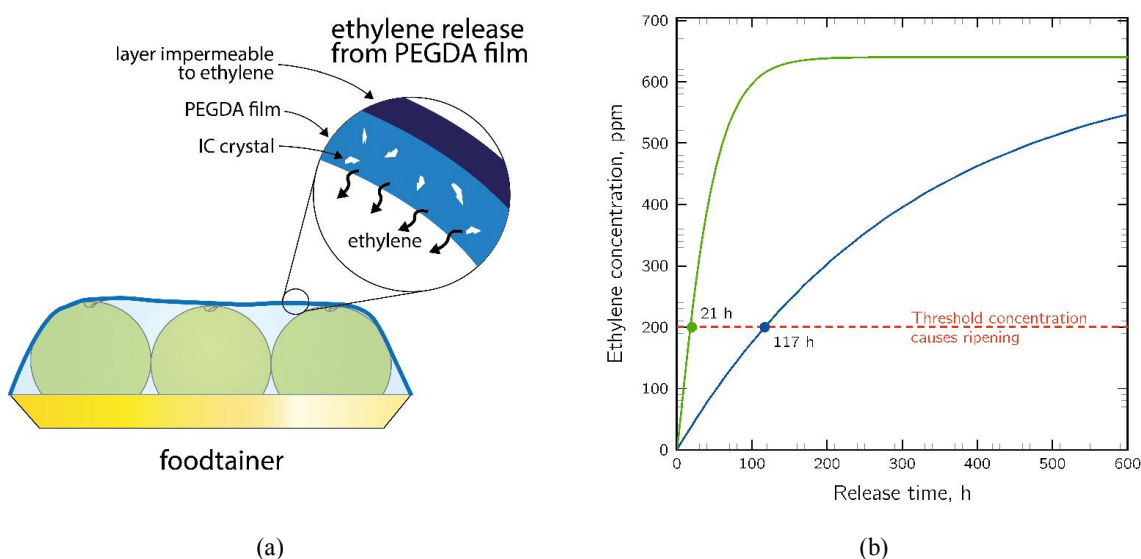 ethylene release
from PEGDA film
layer impermeable
to ethylene
PEGDA film
IC crystal
ethylene
foodtainer
(a)
Ethylene concentration, ppm
700
600
500
400
300
200
100
0
21 h
117 h
Threshold concentration
causes ripening
0 100 200 300 400 500 600
Release time, h
(b)